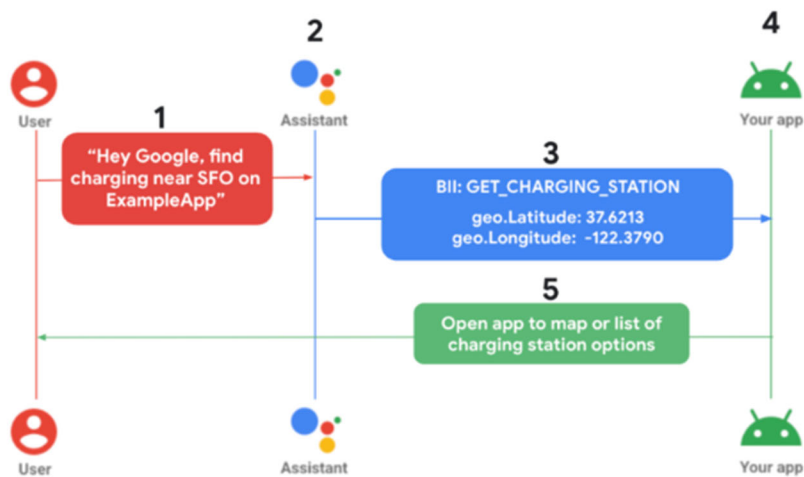 2
4
User
1
Assistant
Your app
“Hey Google, find
charging near SFO on
ExampleApp”
3
BII: GET_CHARGING_STATION
geo.Latitude: 37.6213
geo.Longitude: -122.3790
5
Open app to map or list of
charging station options
User
Assistant
Your app